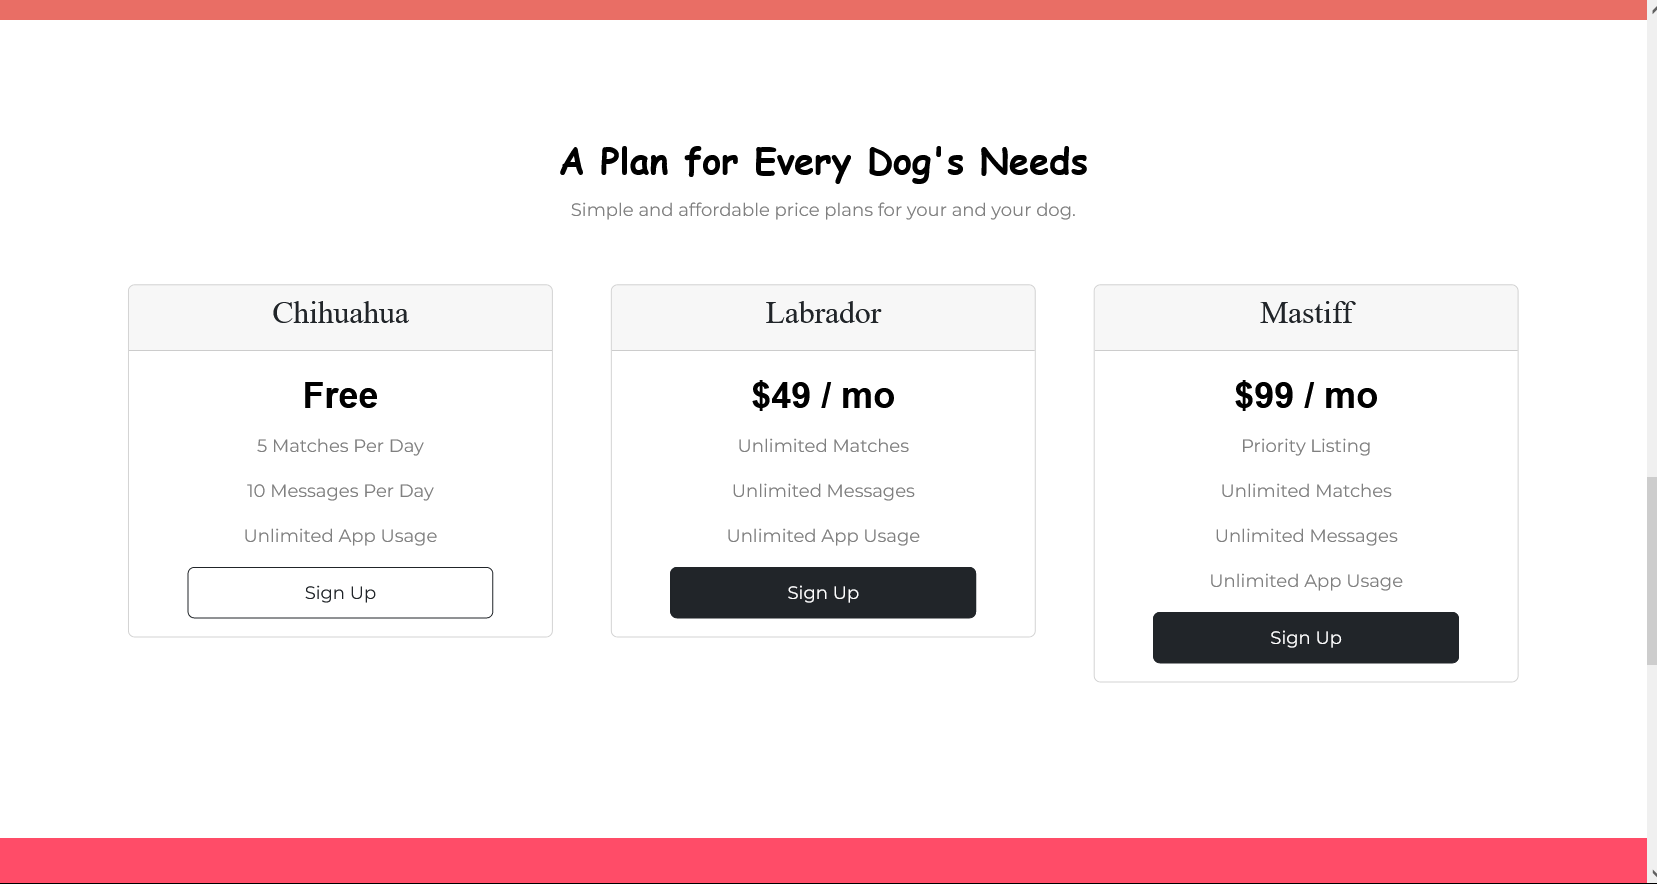 A Plan for Every Dog's Needs
Simple and affordable price plans for your and your dog.
Chihuahua
Free
5 Matches Per Day
10 Messages Per Day
Unlimited App Usage
Sign Up
Labrador
$49 / mo
Unlimited Matches
Unlimited Messages
Unlimited App Usage
Sign Up
Mastiff
$99 / mo
Priority Listing
Unlimited Matches
Unlimited Messages
Unlimited App Usage
Sign Up